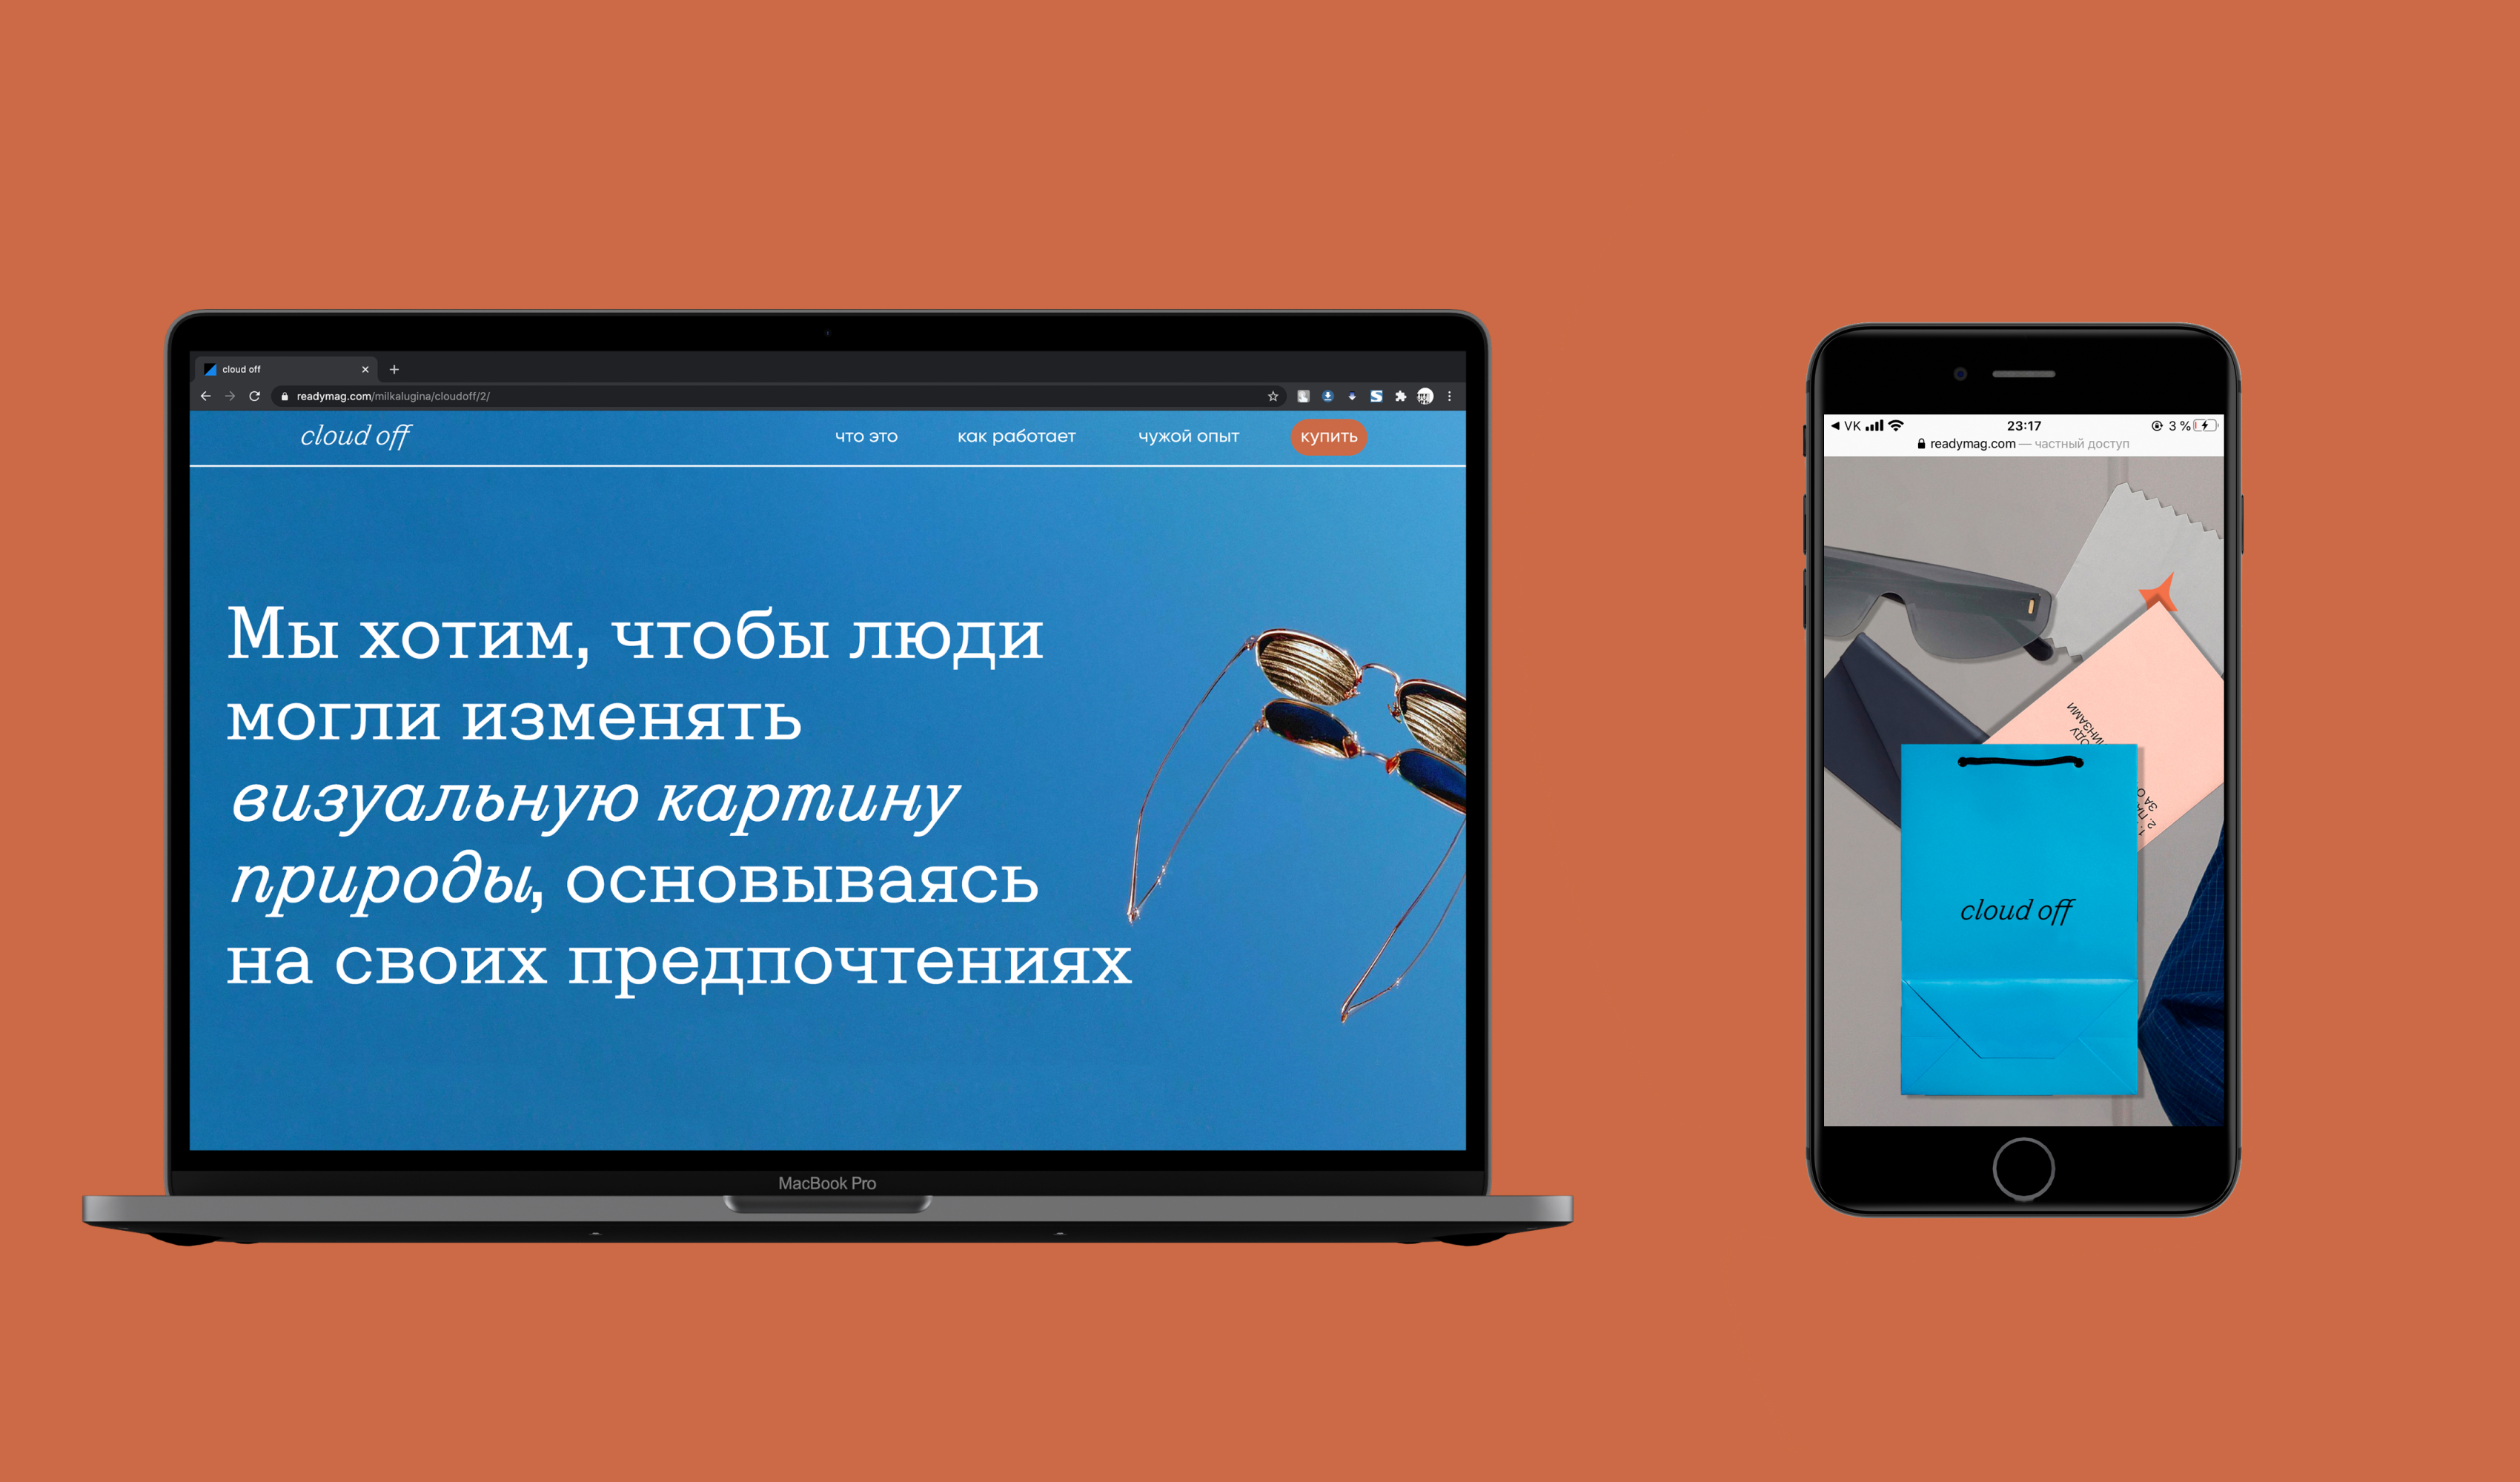 cloud off
readymag.com/milkalugina/cloudoff/2/
cloud off
что это
как работает
чужой опыт
купить
Мы хотим, чтобы люди
могли изменять
визуальную картину
природы, основываясь
на своих предпочтениях
MacBook Pro
VK
23:17
3 %
readymag.com — частный доступ
cloud off